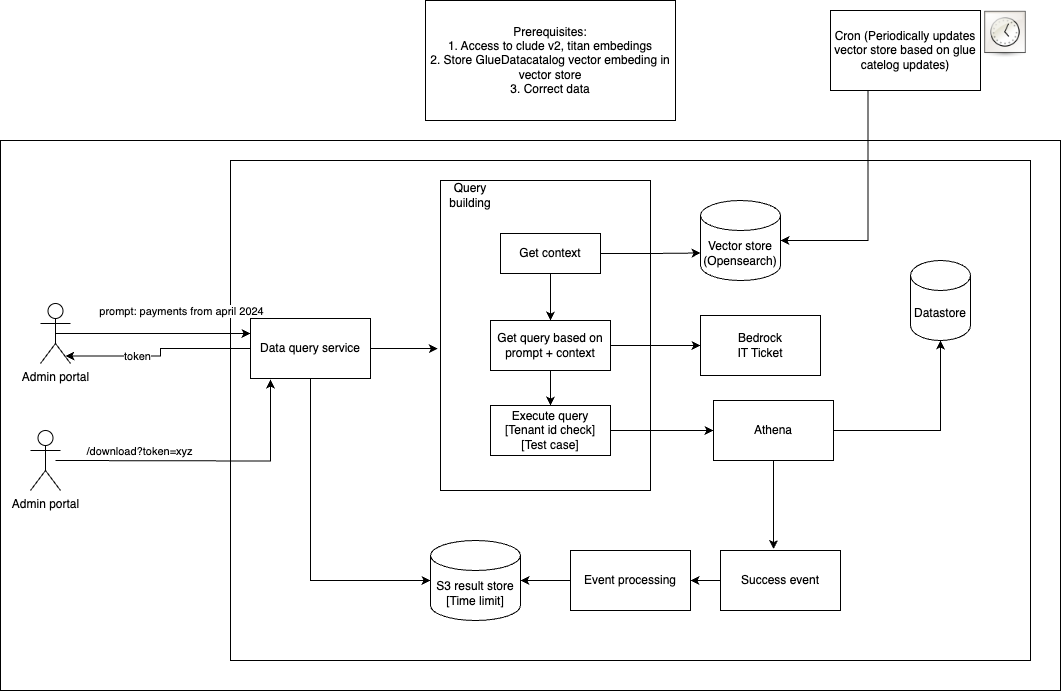 Prerequisites:
1. Access to clude v2, titan embedings
2. Store GlueDatacatalog vector embeding in
vector store
3. Correct data
Cron (Periodically updates
vector store based on glue
catelog updates)
Query
building
Get context
Vector store
(Opensearch)
Datastore
prompt: payments from april 2024
Data query service
token
Admin portal
Get query based on
prompt + context
Bedrock
IT Ticket
Execute query
[Tenant id check]
[Test case]
Athena
/download?token=xyz
Admin portal
S3 result store
[Time limit]
Event processing
Success event